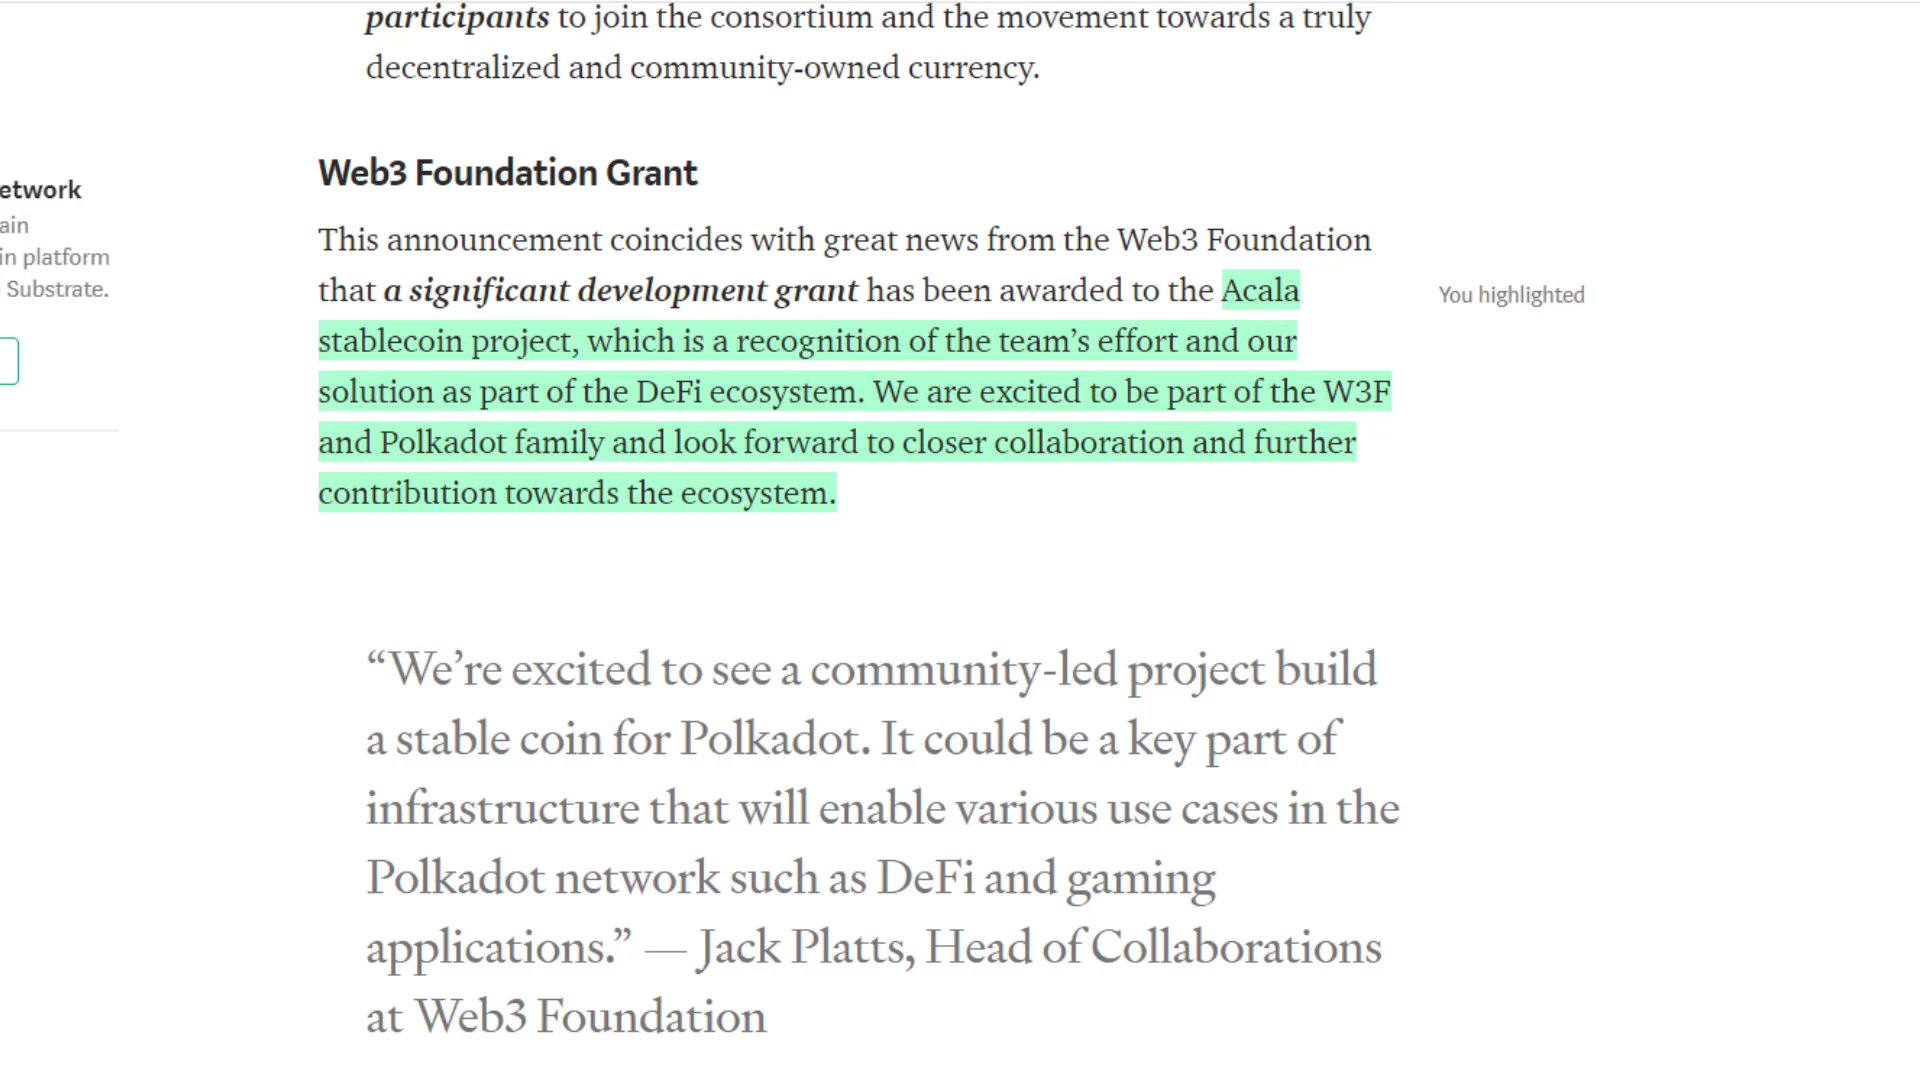 participants to join the consortium and the movement towards a truly
decentralized and community-owned currency.
Web3 Foundation Grant
etwork
ain
in platform
Substrate.
This announcement coincides with great news from the Web3 Foundation
that a significant development grant has been awarded to the Acala
stablecoin project, which is a recognition of the team’s effort and our
solution as part of the DeFi ecosystem. We are excited to be part of the W3F
and Polkadot family and look forward to closer collaboration and further
contribution towards the ecosystem.
You highlighted
“We’re excited to see a community-led project build
a stable coin for Polkadot. It could be a key part of
infrastructure that will enable various use cases in the
Polkadot network such as DeFi and gaming
applications.” — Jack Platts, Head of Collaborations
at Web3 Foundation